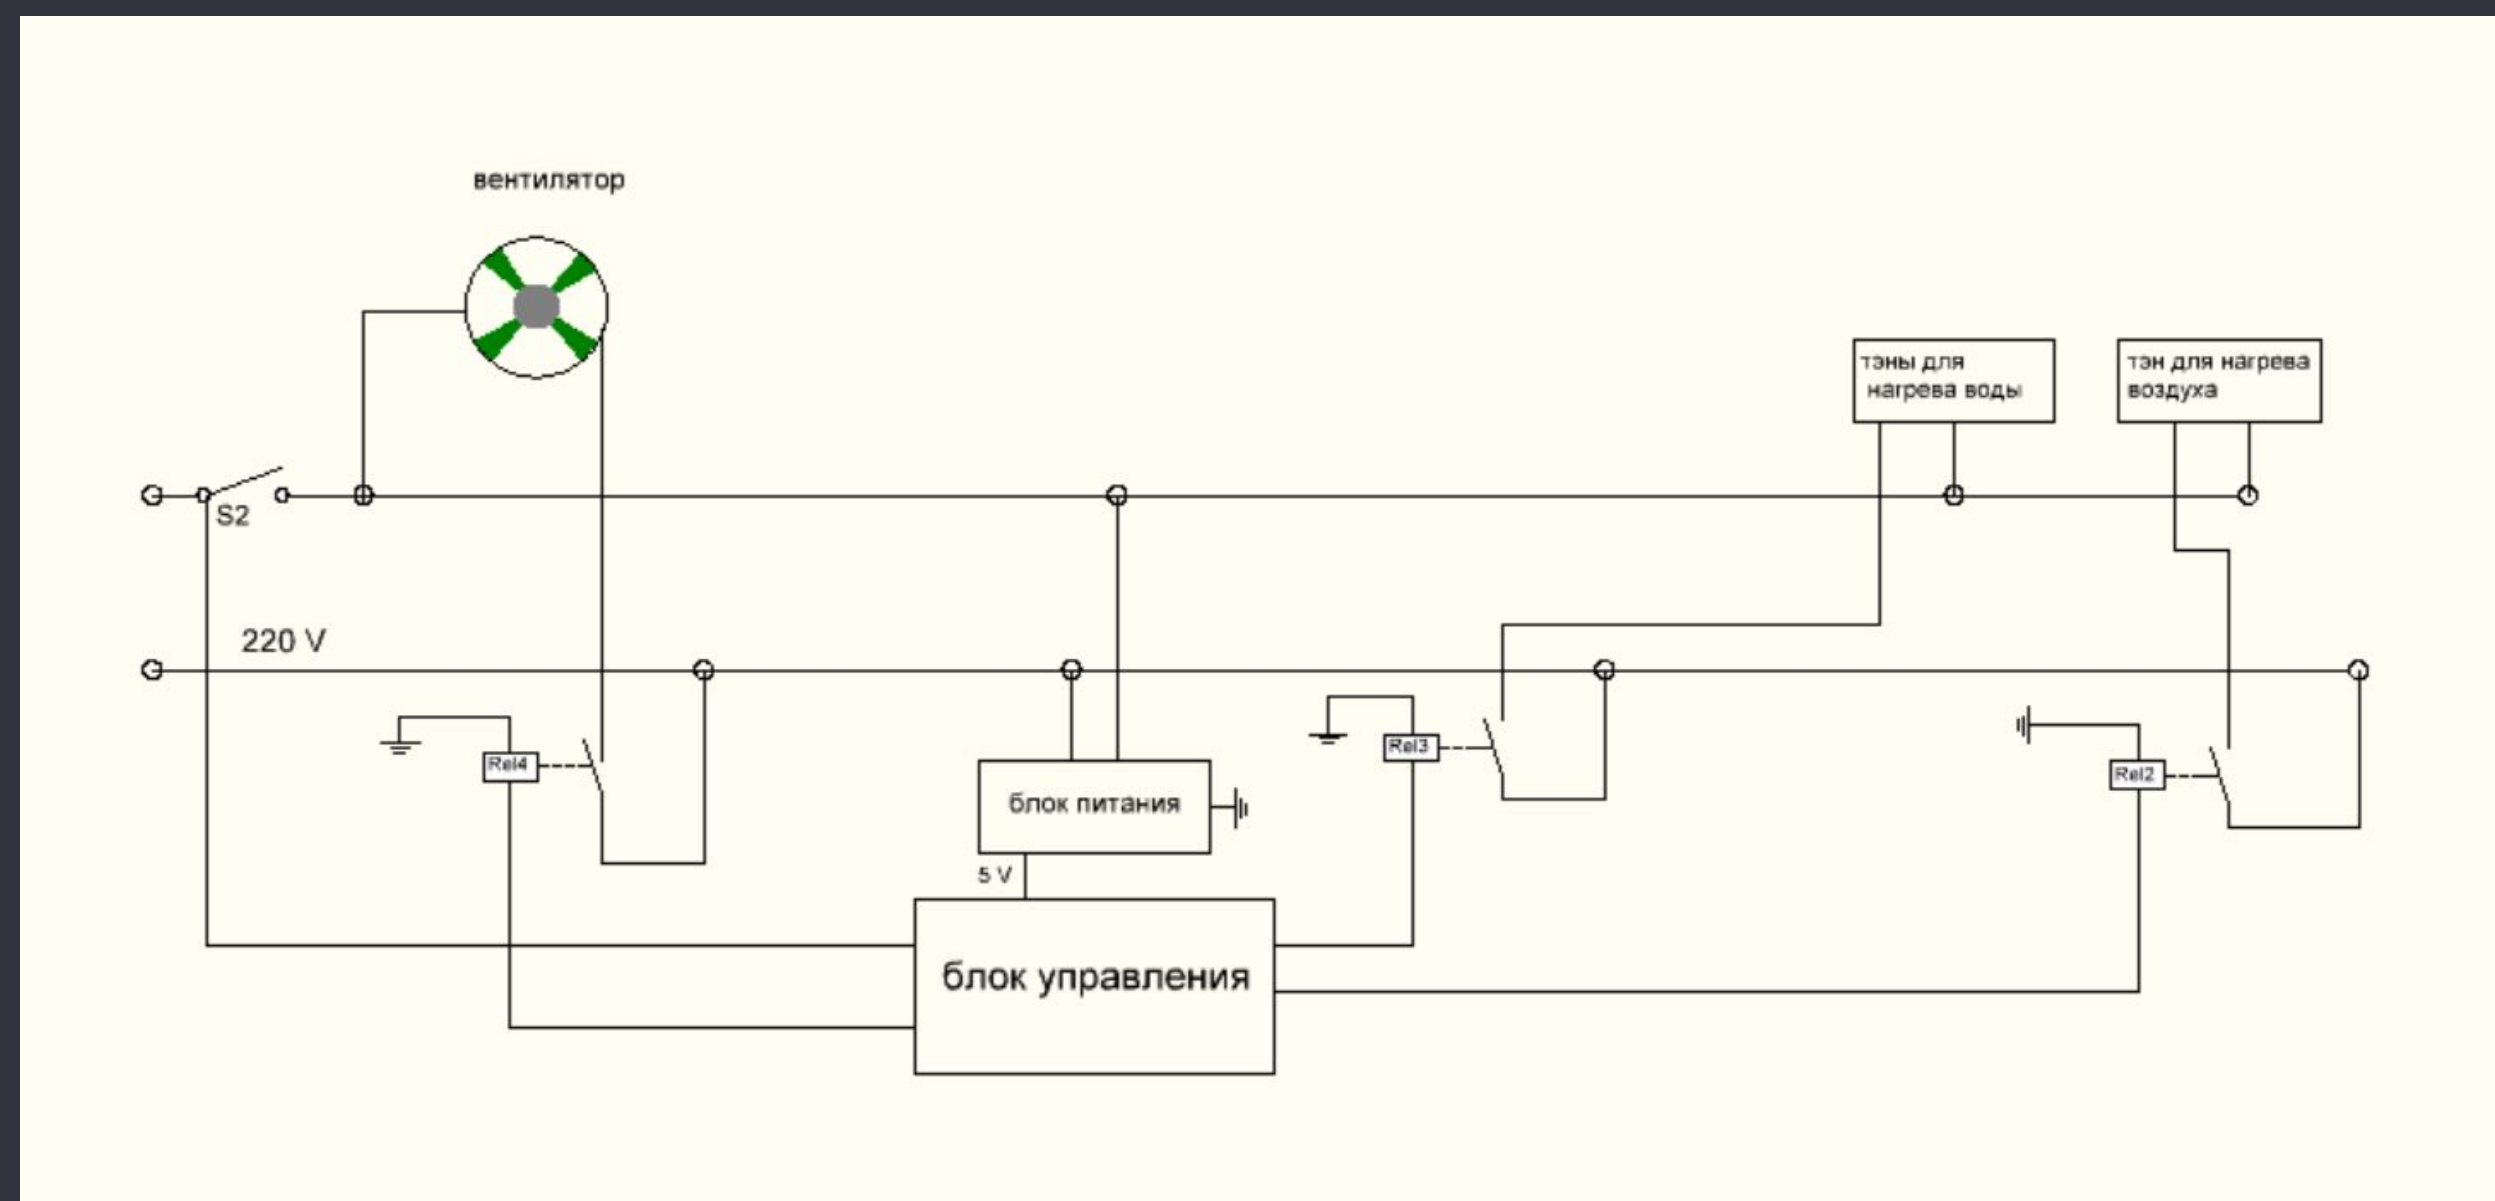 вентилятор
тэны для
нагрева воды
тэн для нагрева
воздуха
S2
220 V
Rel4
Rel3
Rel2
блок питания
5 V
блок управления